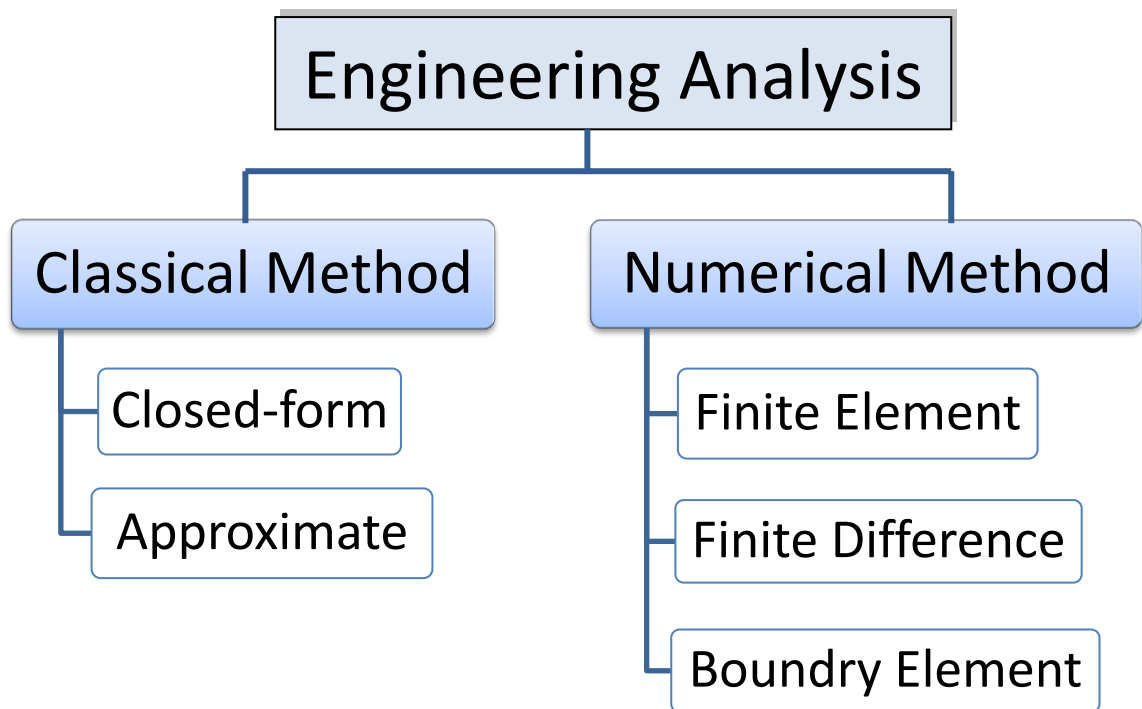 Engineering Analysis
Classical Method
Closed-form
Approximate
Numerical Method
Finite Element
Finite Difference
Boundry Element